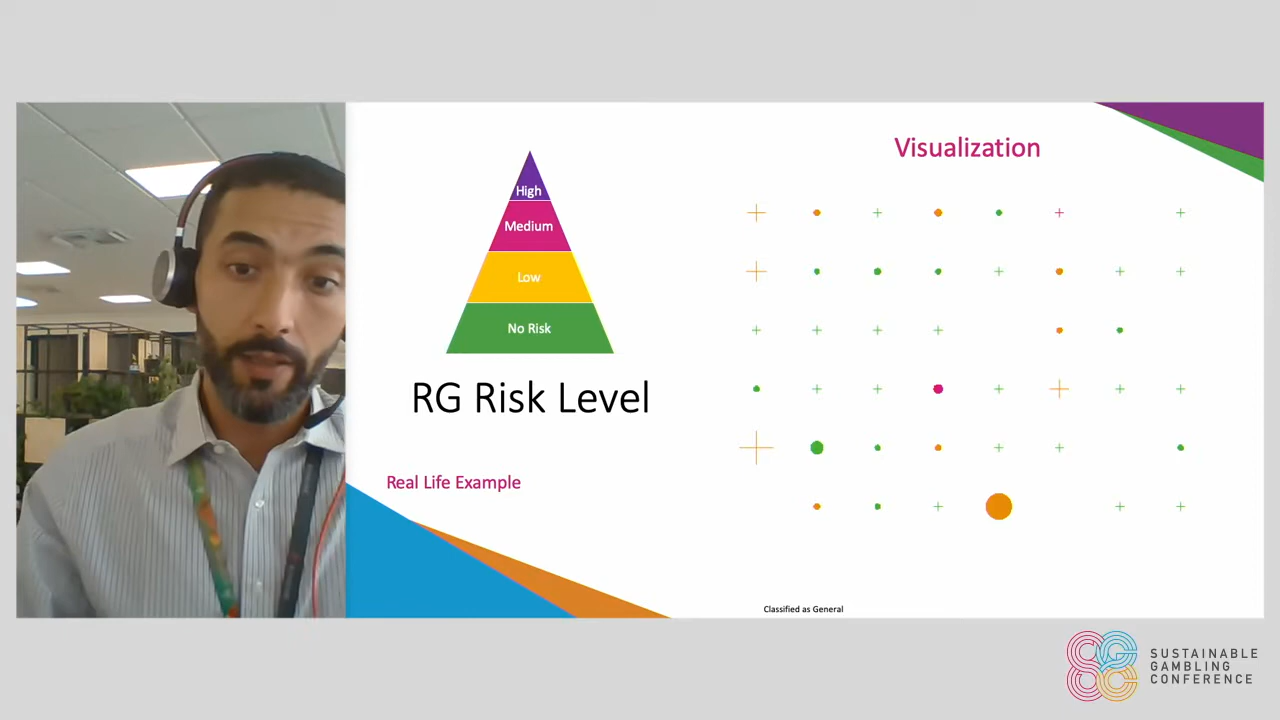 Visualization
High
Medium
Low
No Risk
RG Risk Level
Real Life Example
Classified as General
SUSTAINABLE
GAMBLING
CONFERENCE